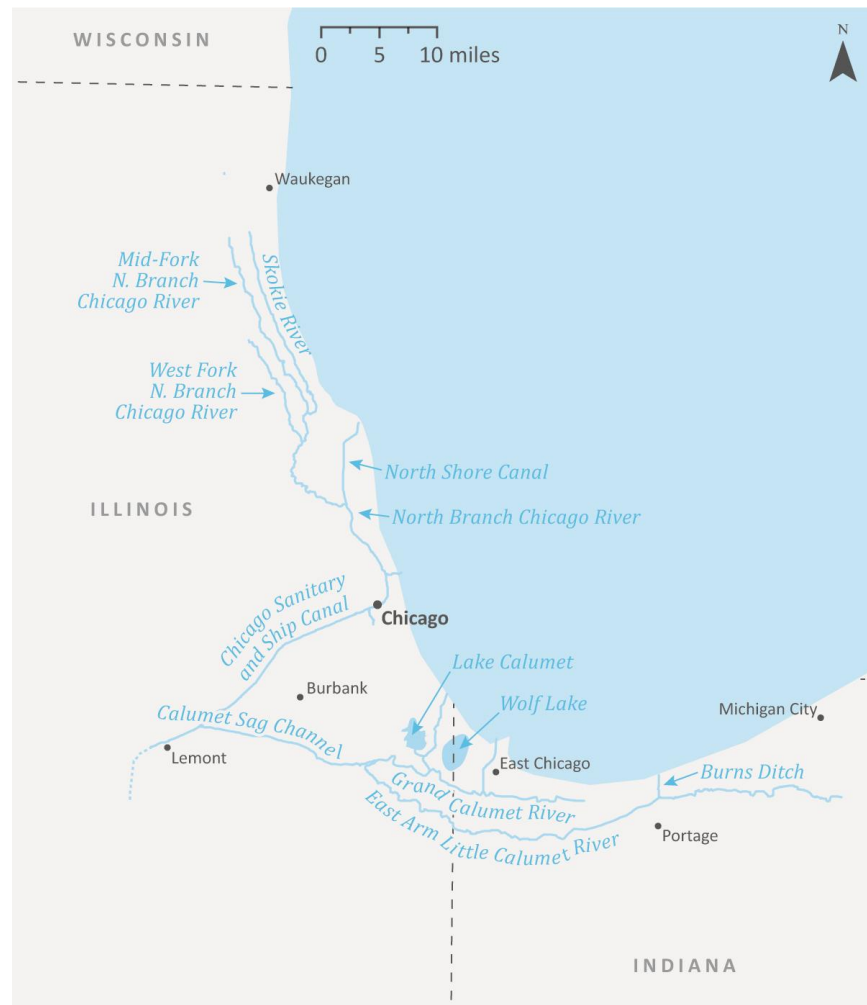 WISCONSIN
0 5 10 miles
N
Waukegan
Mid-Fork
N. Branch
Chicago River
Skokie River
West Fork
N. Branch
Chicago River
North Shore Canal
ILLINOIS
North Branch Chicago River
Chicago Sanitary
and Ship Canal
Chicago
Lake Calumet
Burbank
Wolf Lake
Michigan City
Calumet Sag Channel
Lemont
East Chicago
Burns Ditch
Grand Calumet River
East Arm Little Calumet River
Portage
INDIANA